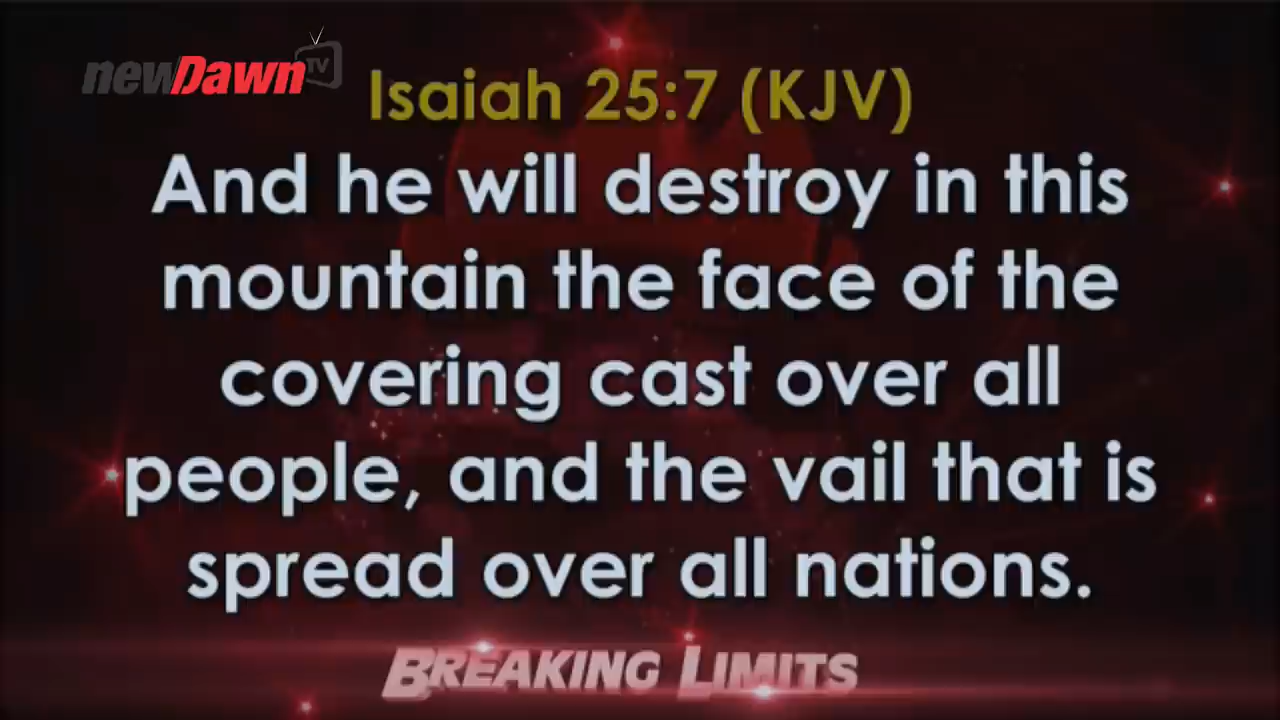 newDawn TV
Isaiah 25:7 (KJV)
And he will destroy in this
mountain the face of the
covering cast over all
people, and the vail that is
spread over all nations.
BREAKING LIMITS